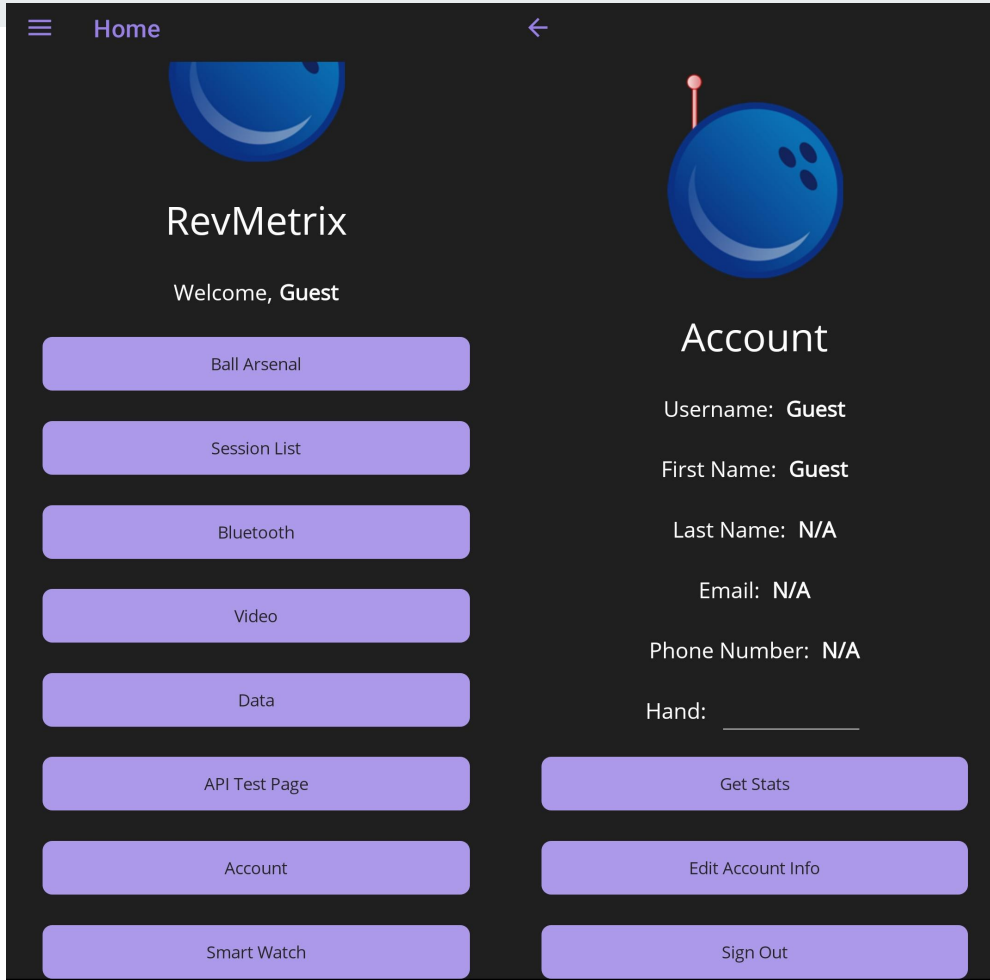 Home
RevMetrix
Welcome, Guest
Ball Arsenal
Session List
Bluetooth
Video
Data
API Test Page
Account
Smart Watch
Account
Username: Guest
First Name: Guest
Last Name: N/A
Email: N/A
Phone Number: N/A
Hand:
Get Stats
Edit Account Info
Sign Out